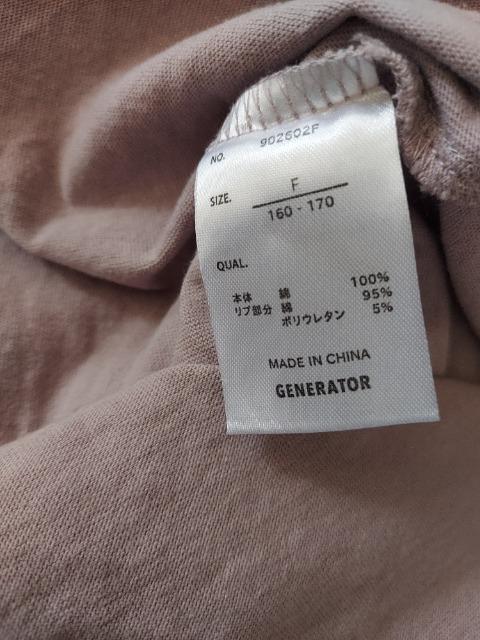 NO. 902602F
SIZE. F
160 - 170
QUAL.
本体 綿 100%
リブ部分 綿 95%
ポリウレタン 5%
MADE IN CHINA
GENERATOR